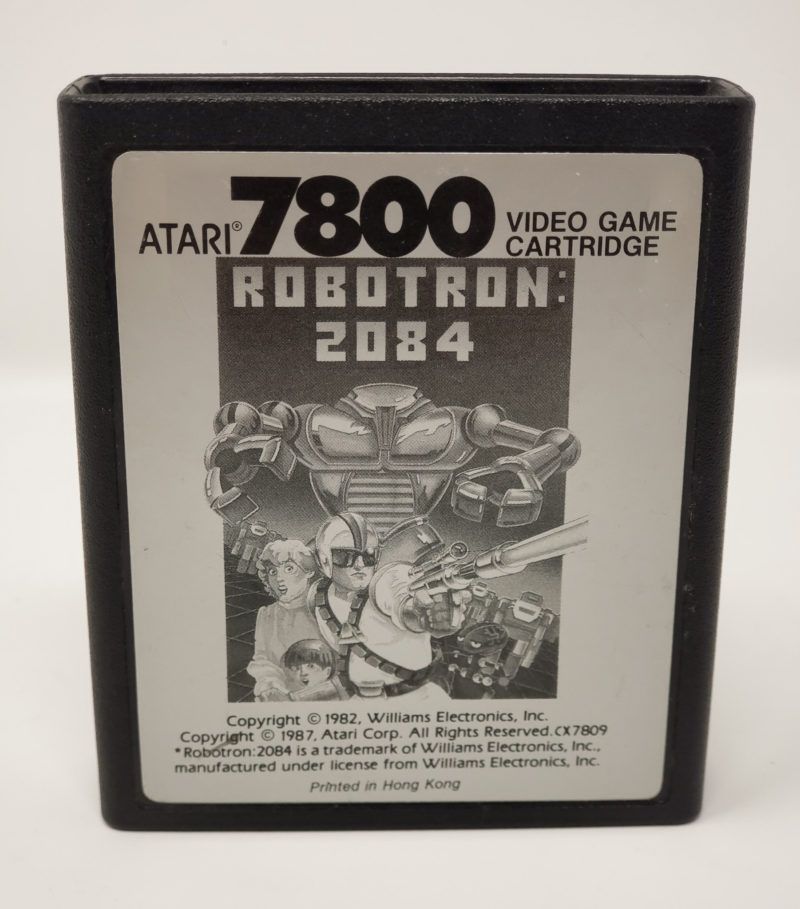 ATARI® 7800 VIDEO GAME
CARTRIDGE
ROBOTRON:
2084
Copyright © 1982, Williams Electronics, Inc.
Copyright © 1987, Atari Corp. All Rights Reserved. CX7809
*Robotron:2084 is a trademark of Williams Electronics, Inc.,
manufactured under license from Williams Electronics, Inc.
Printed in Hong Kong